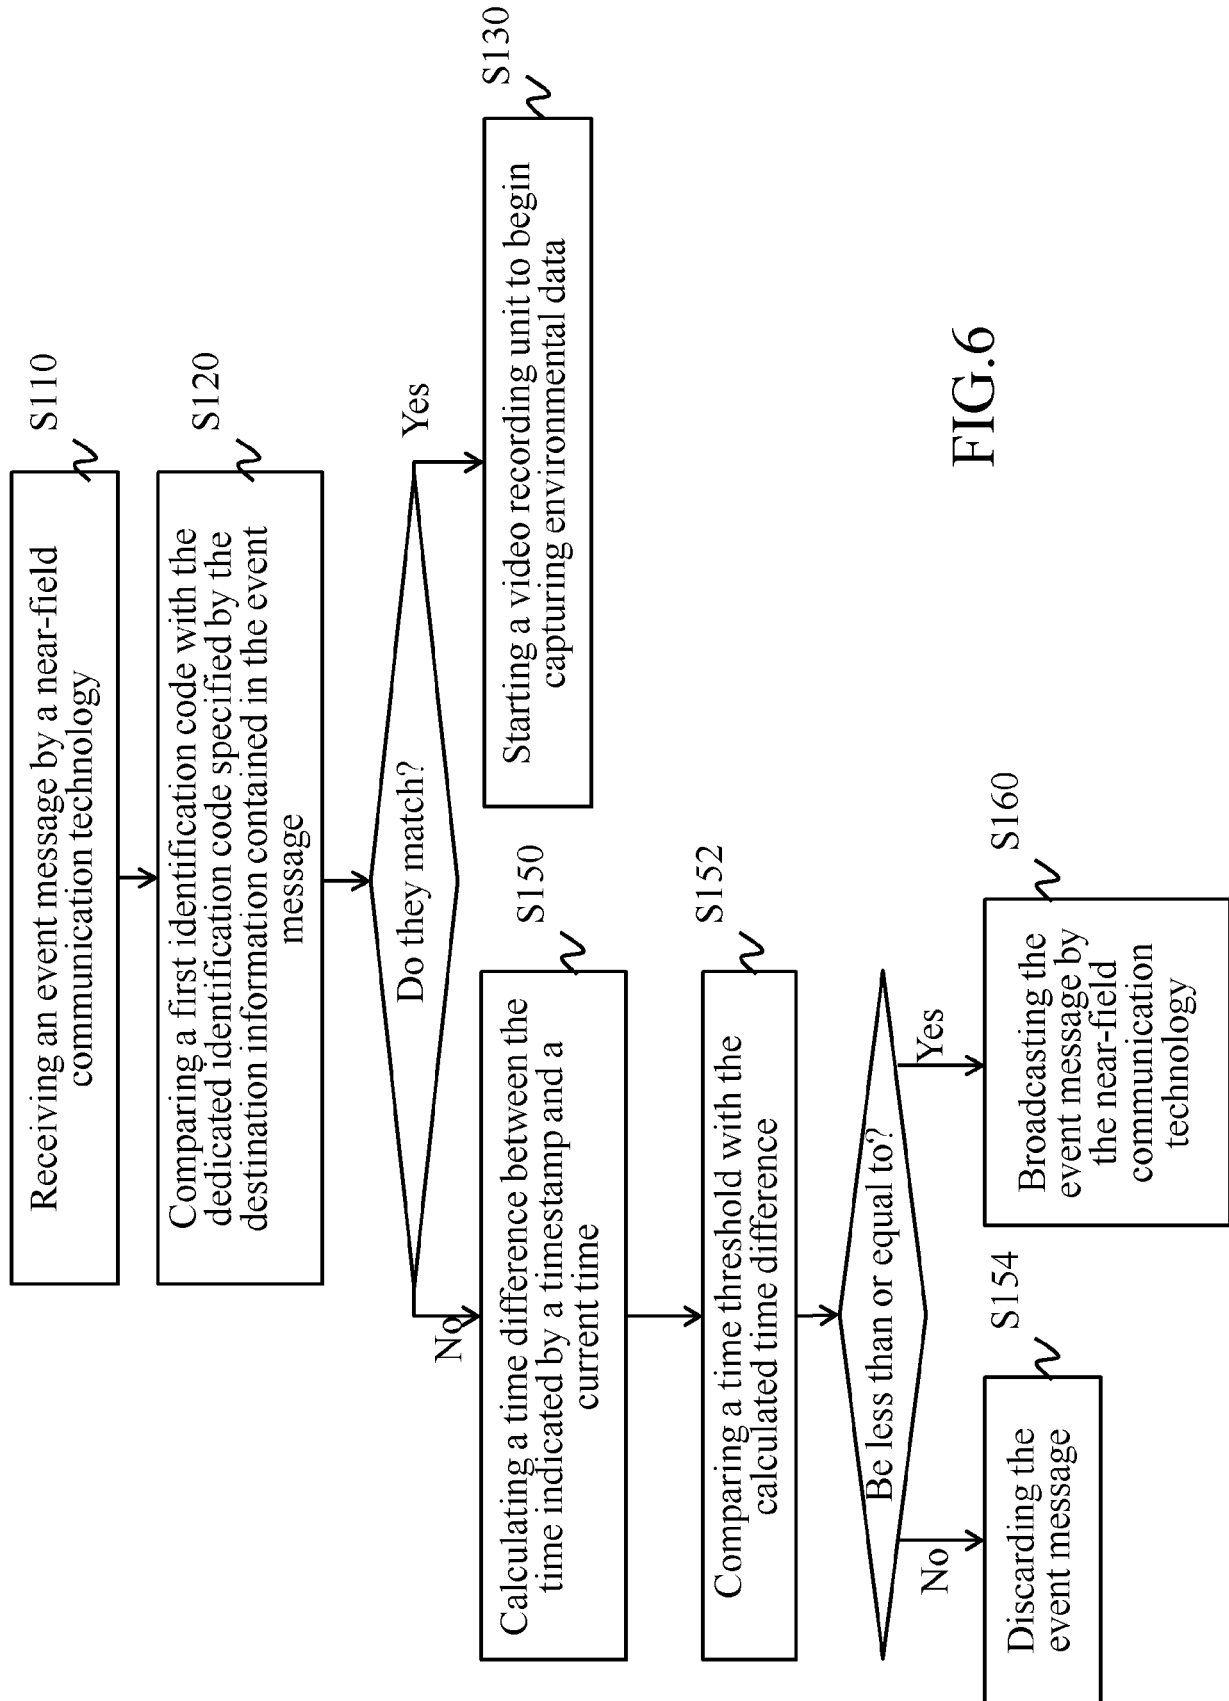 Receiving an event message by a near-field
communication technology
S110
Comparing a first identification code with the
dedicated identification code specified by the
destination information contained in the event
message
S120
Do they match?
Yes
No
Starting a video recording unit to begin
capturing environmental data
S130
Calculating a time difference between the
time indicated by a timestamp and a
current time
S150
Comparing a time threshold with the
calculated time difference
S152
Be less than or equal to?
No
Yes
Discarding the
event message
S154
Broadcasting the
event message by
the near-field
communication
technology
S160
FIG.6